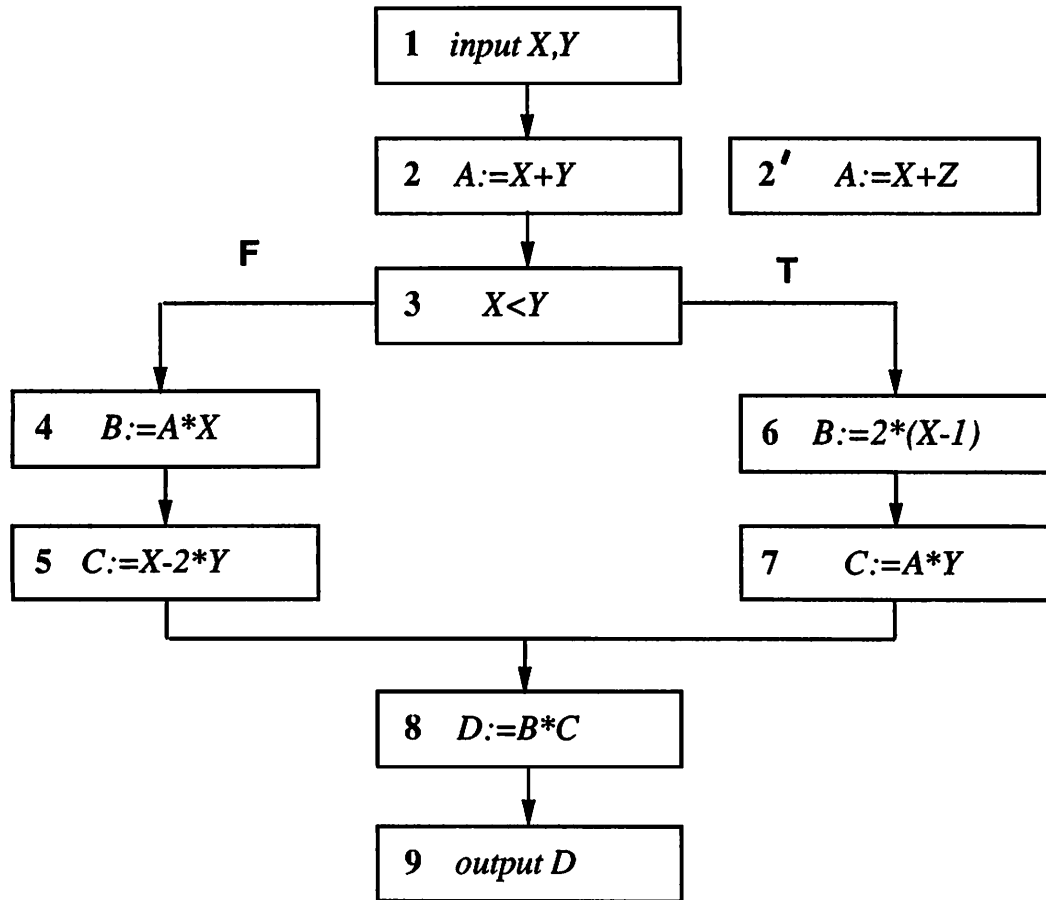 1 input X,Y
2 A:=X+Y
2' A:=X+Z
F
T
3 X<Y
4 B:=A*X
6 B:=2*(X-1)
5 C:=X-2*Y
7 C:=A*Y
8 D:=B*C
9 output D